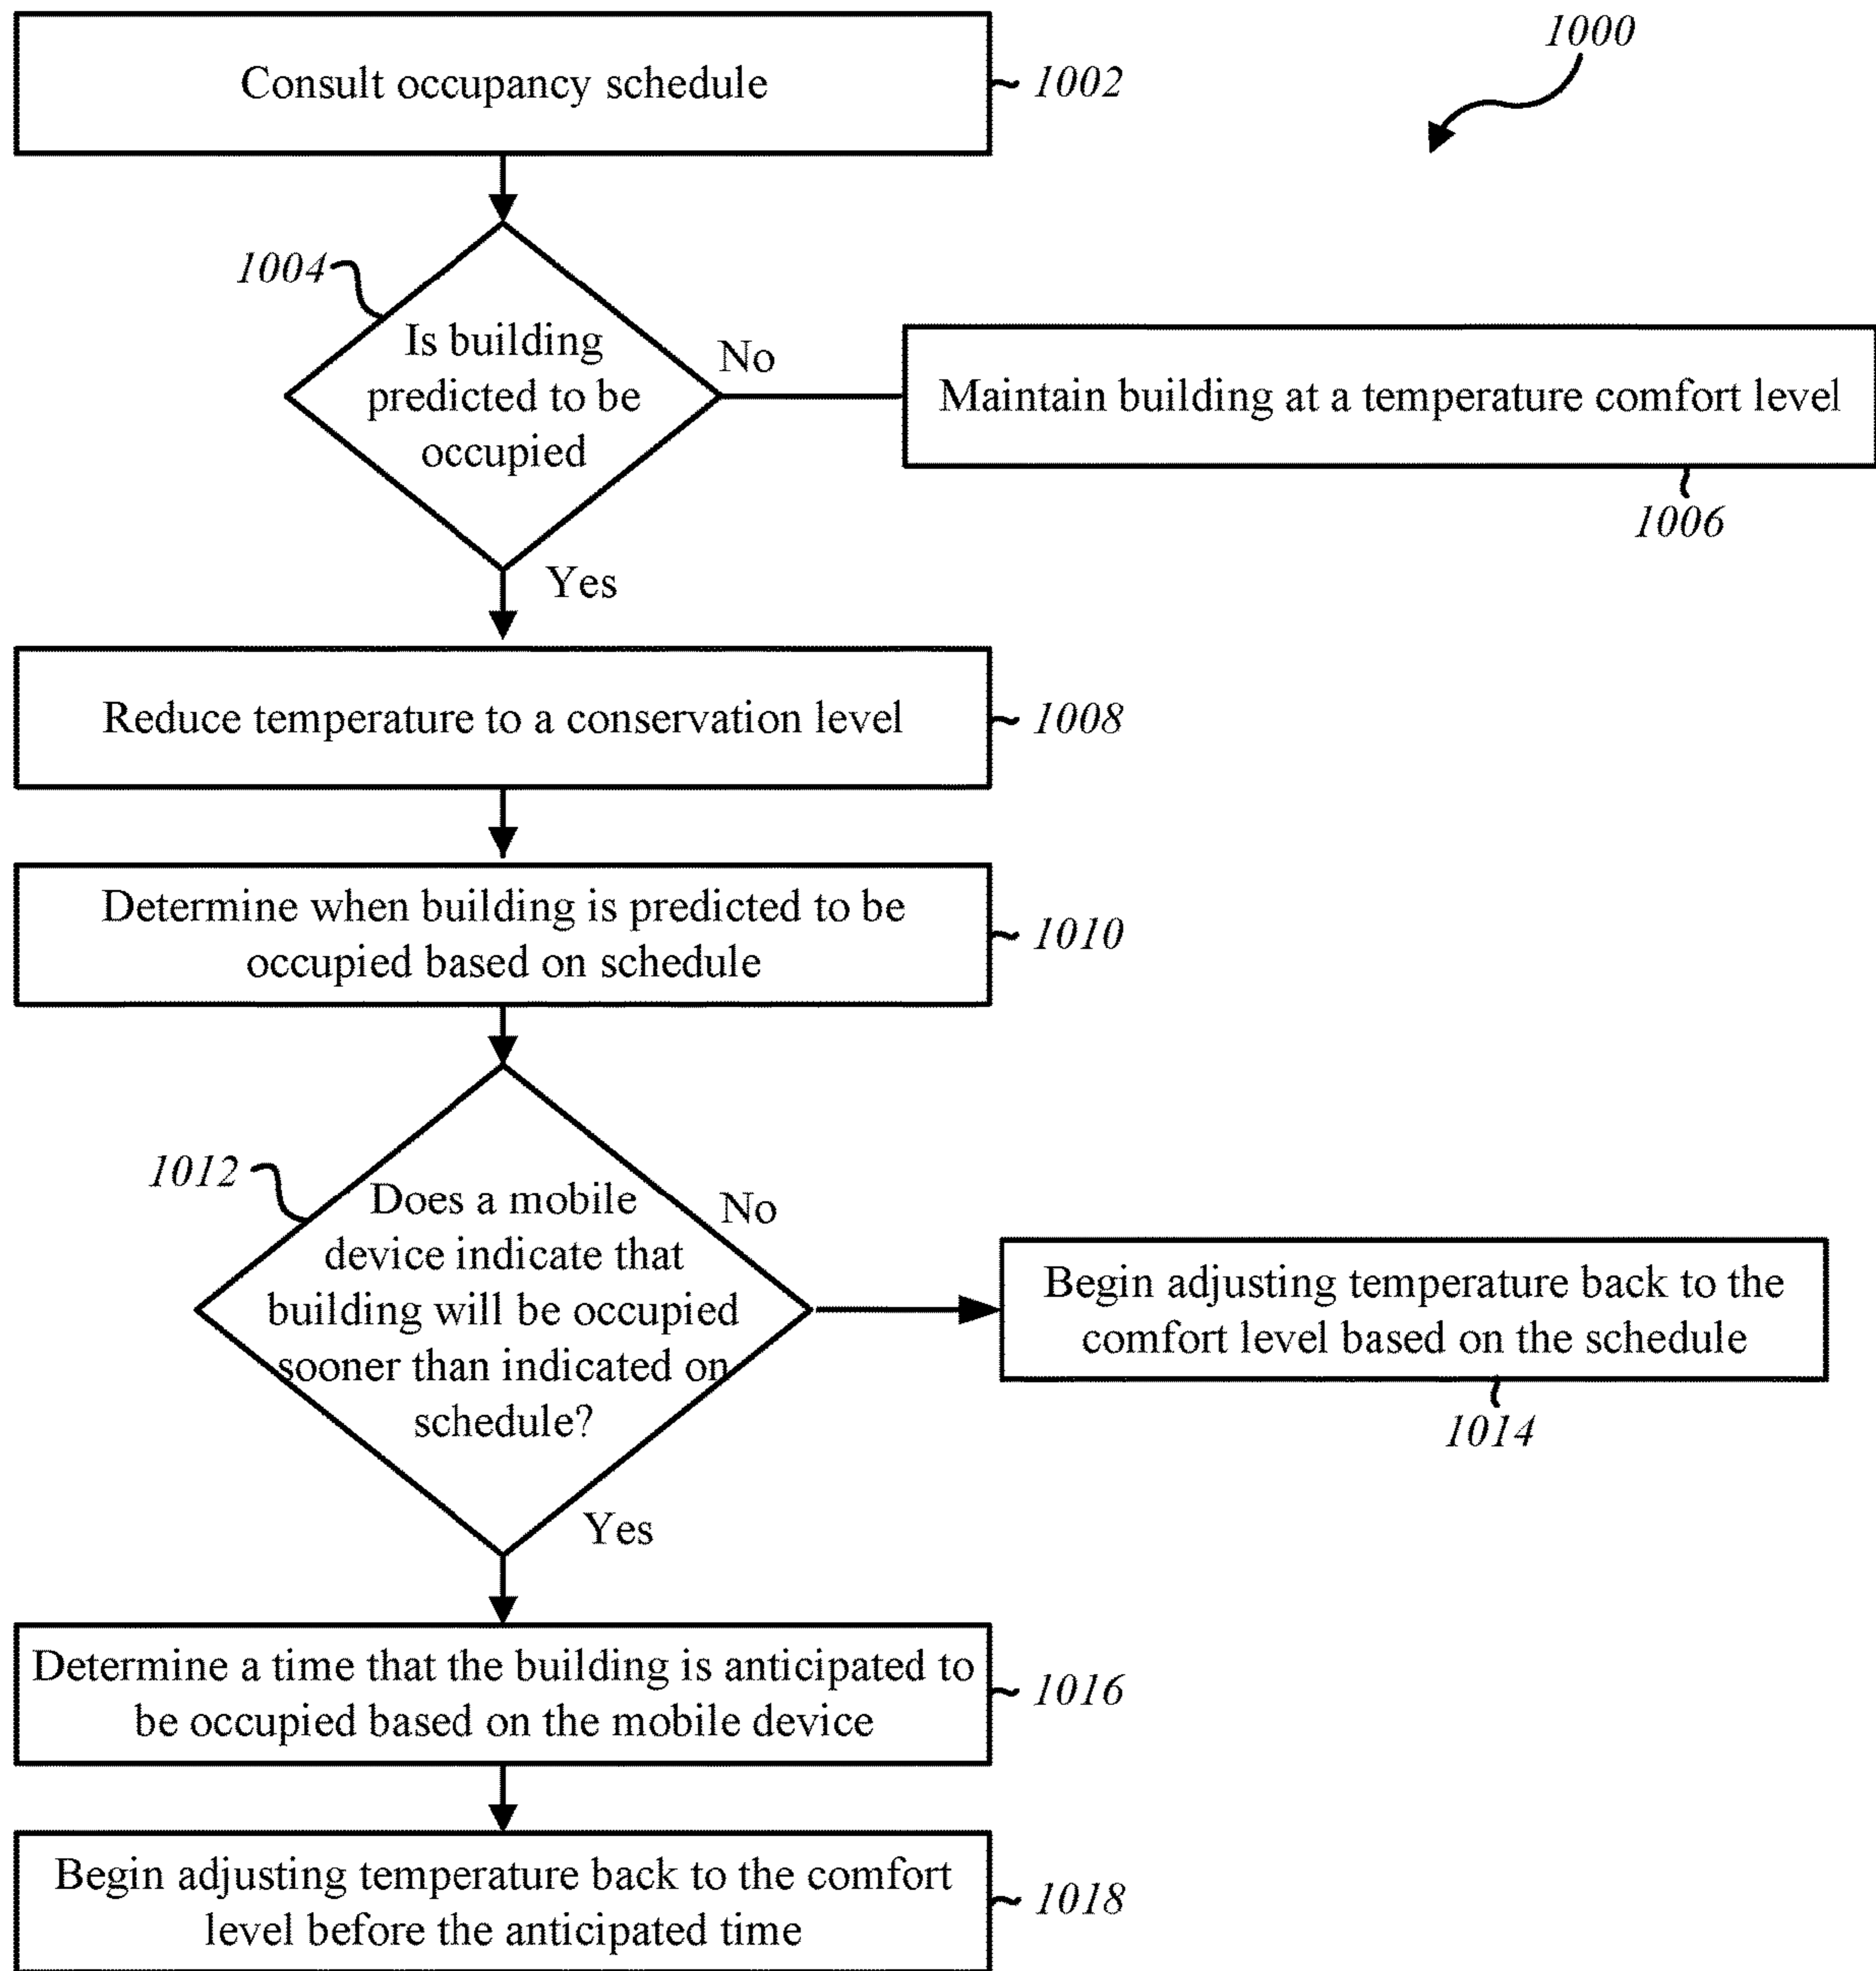 1000
Consult occupancy schedule
1002
1004
Is building
predicted to be
occupied
No
Maintain building at a temperature comfort level
1006
Yes
Reduce temperature to a conservation level
1008
Determine when building is predicted to be
occupied based on schedule
1010
1012
Does a mobile
device indicate that
building will be occupied
sooner than indicated on
schedule?
No
Begin adjusting temperature back to the
comfort level based on the schedule
1014
Yes
Determine a time that the building is anticipated to
be occupied based on the mobile device
1016
Begin adjusting temperature back to the comfort
level before the anticipated time
1018